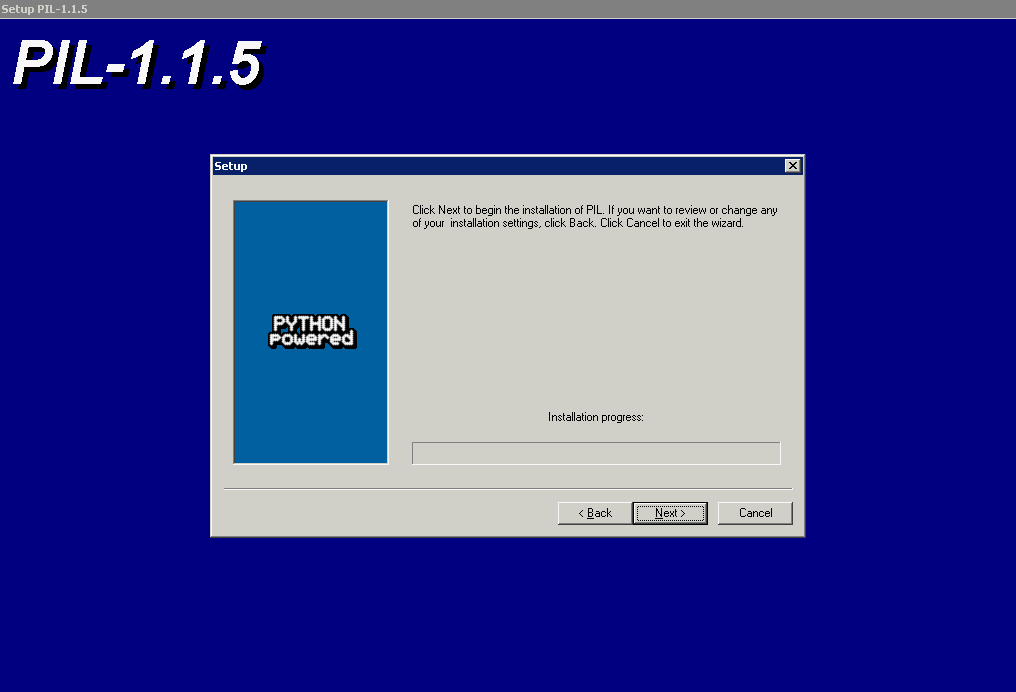 Setup PIL-1.1.5
PIL-1.1.5
Setup
Click Next to begin the installation of PIL. If you want to review or change any
of your  installation settings, click Back. Click Cancel to exit the wizard.
PYTHON
powered
Installation progress:
< Back
Next >
Cancel